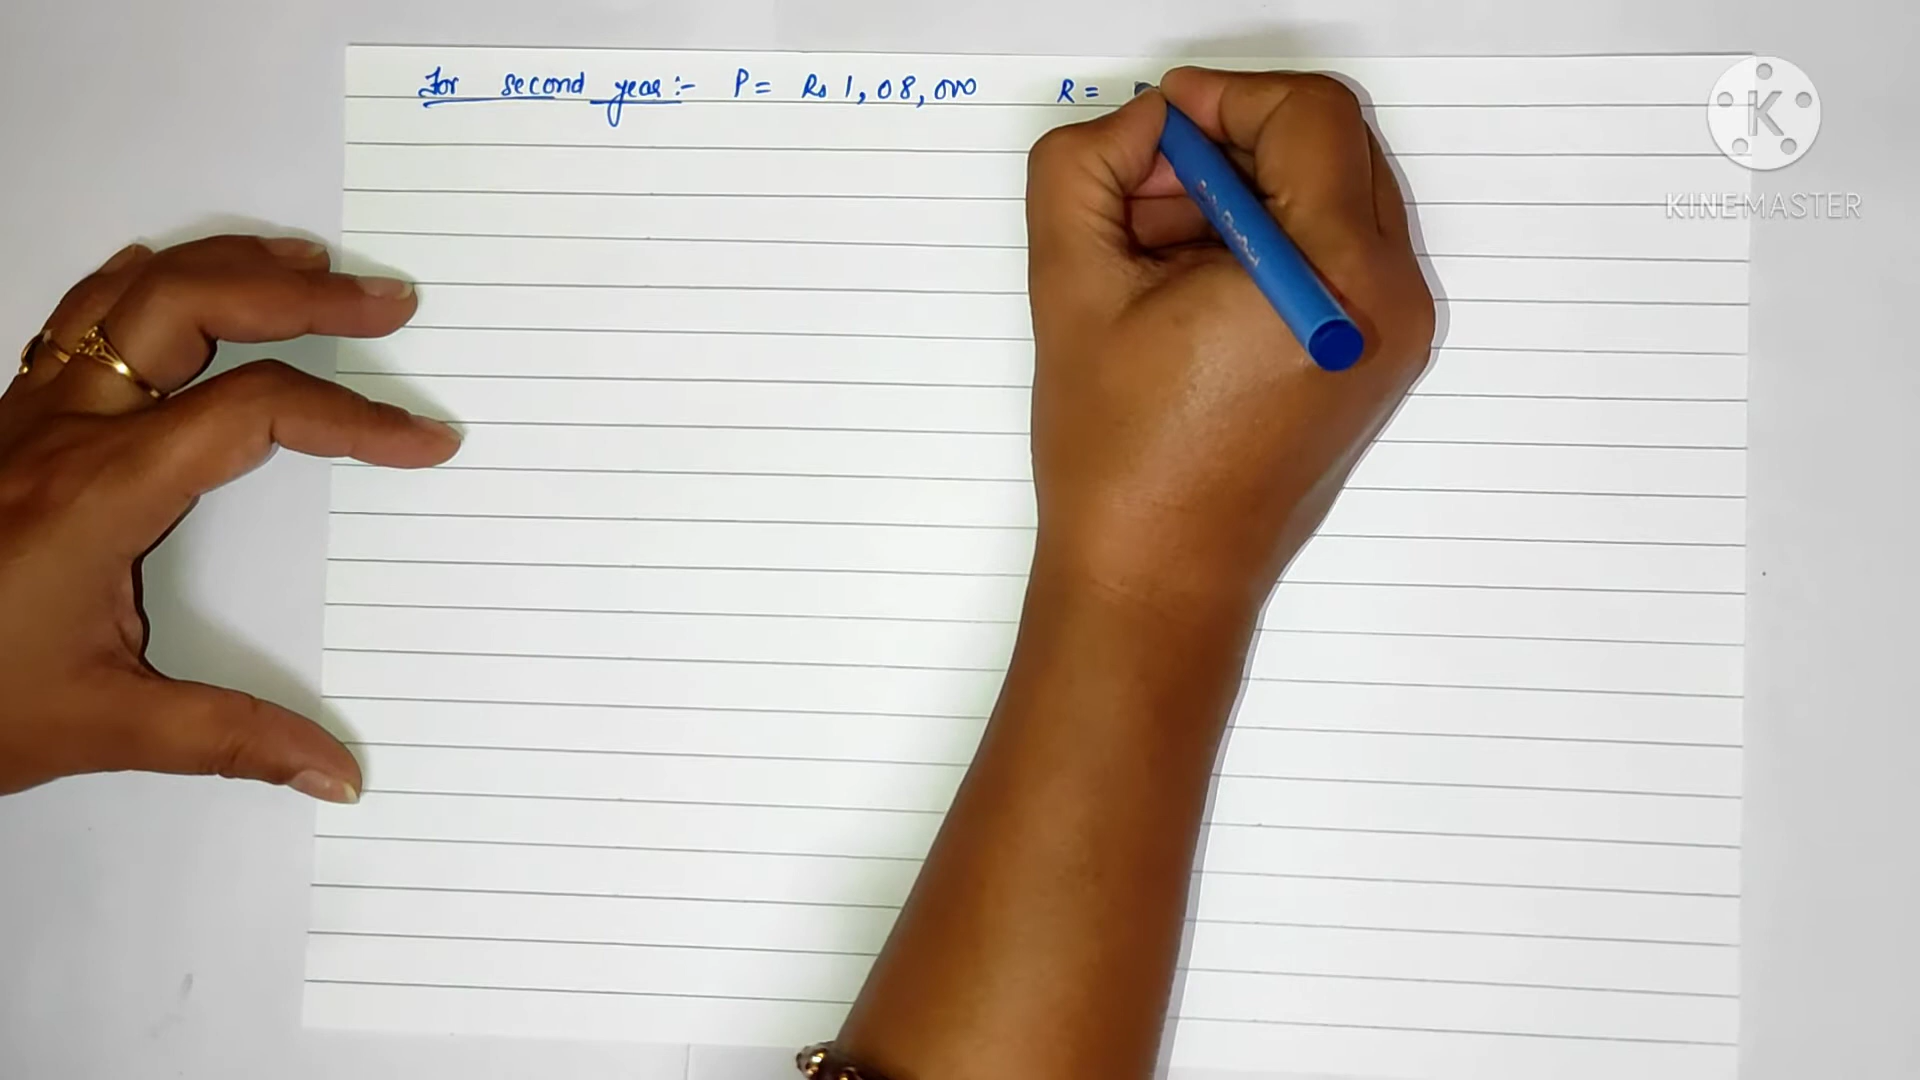 For second year:- P = Rs 1,08,000 R =
K
KINEMASTER